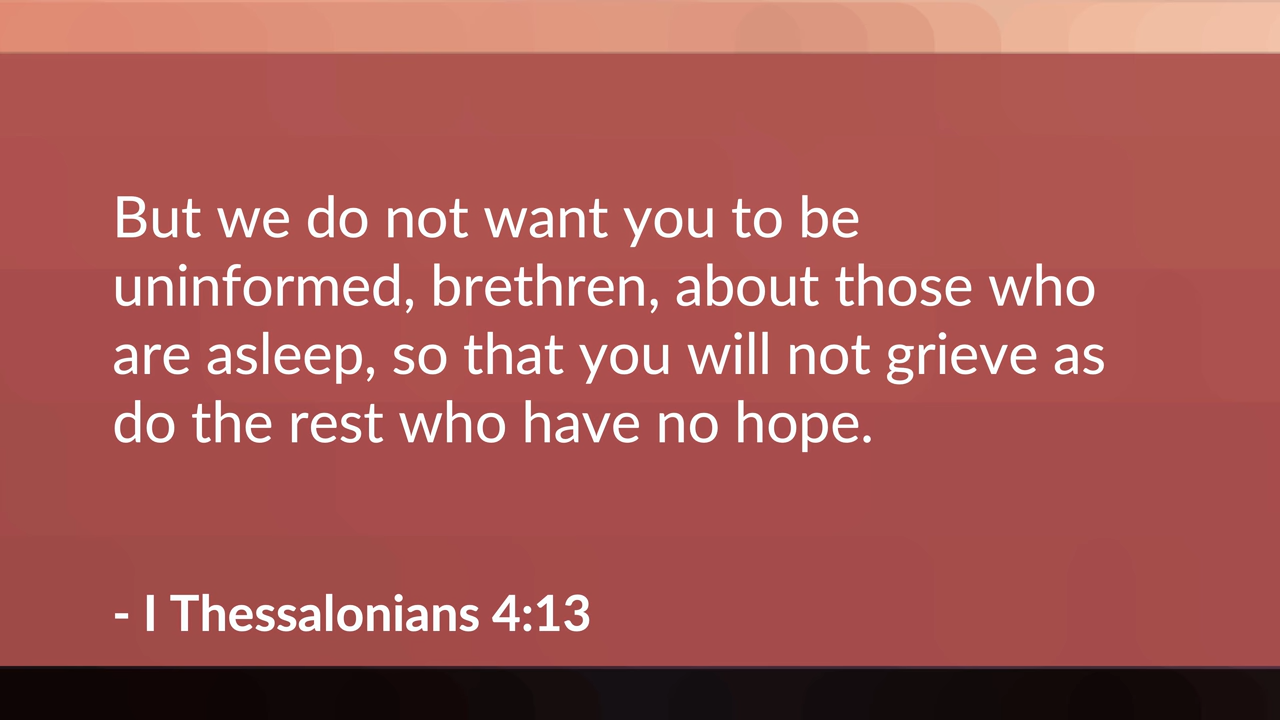 But we do not want you to be
uninformed, brethren, about those who
are asleep, so that you will not grieve as
do the rest who have no hope.
- I Thessalonians 4:13